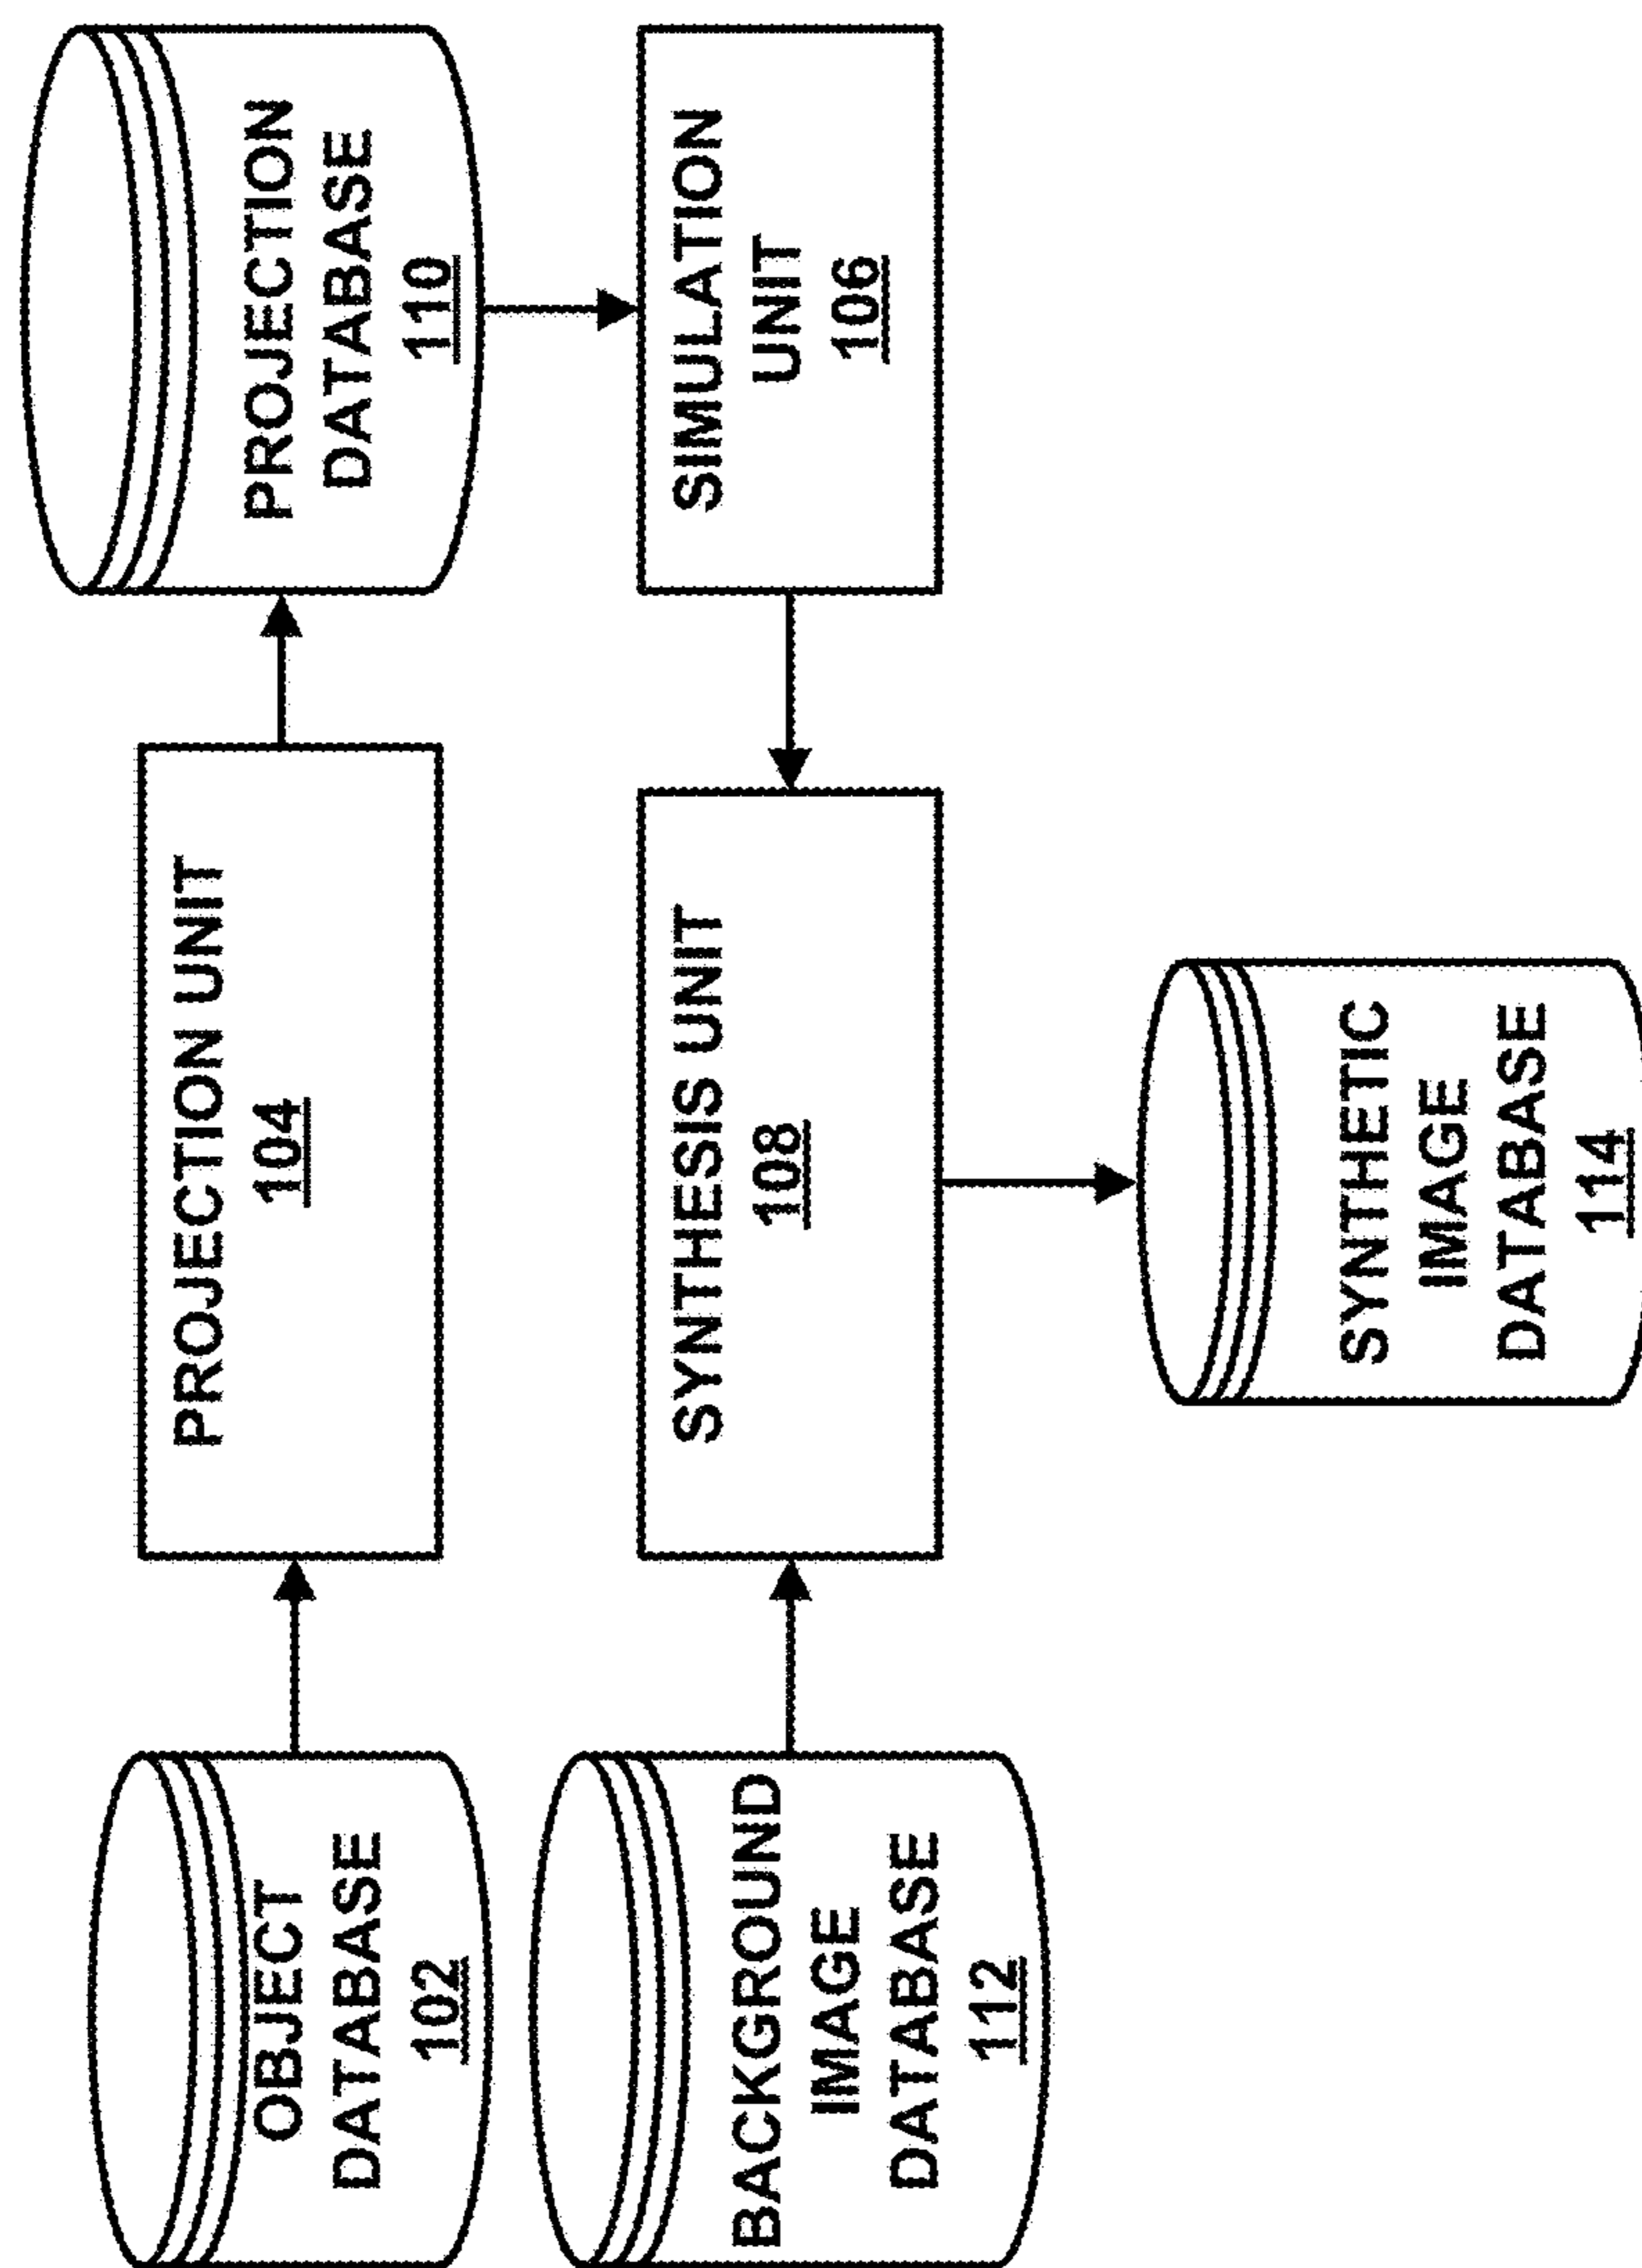 OBJECT
DATABASE
102
PROJECTION UNIT
104
PROJECTION
DATABASE
110
BACKGROUND
IMAGE
DATABASE
112
SYNTHESIS UNIT
108
SIMULATION
UNIT
106
SYNTHETIC
IMAGE
DATABASE
114